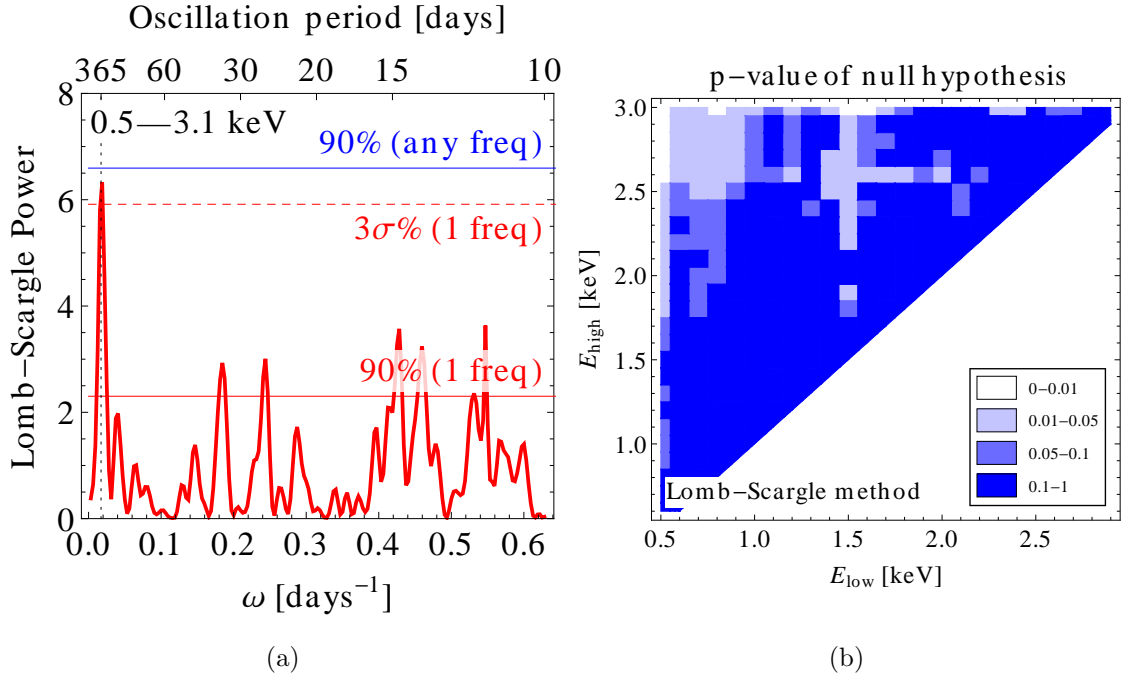 Oscillation period [days]
365 60 30 20 15 10
0.5—3.1 keV
90% (any freq)
3σ% (1 freq)
90% (1 freq)
Lomb-Scargle Power
8
6
4
2
0
0.0 0.1 0.2 0.3 0.4 0.5 0.6
ω [days⁻¹]
(a)
p-value of null hypothesis
E_high [keV]
3.0
2.5
2.0
1.5
1.0
0-0.01
0.01-0.05
0.05-0.1
0.1-1
Lomb-Scargle method
0.5 1.0 1.5 2.0 2.5
E_low [keV]
(b)